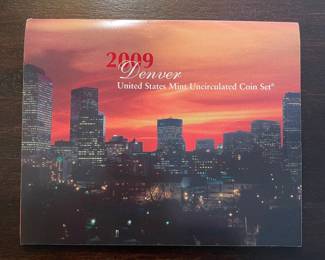 2009
Denver
United States Mint Uncirculated Coin Set®